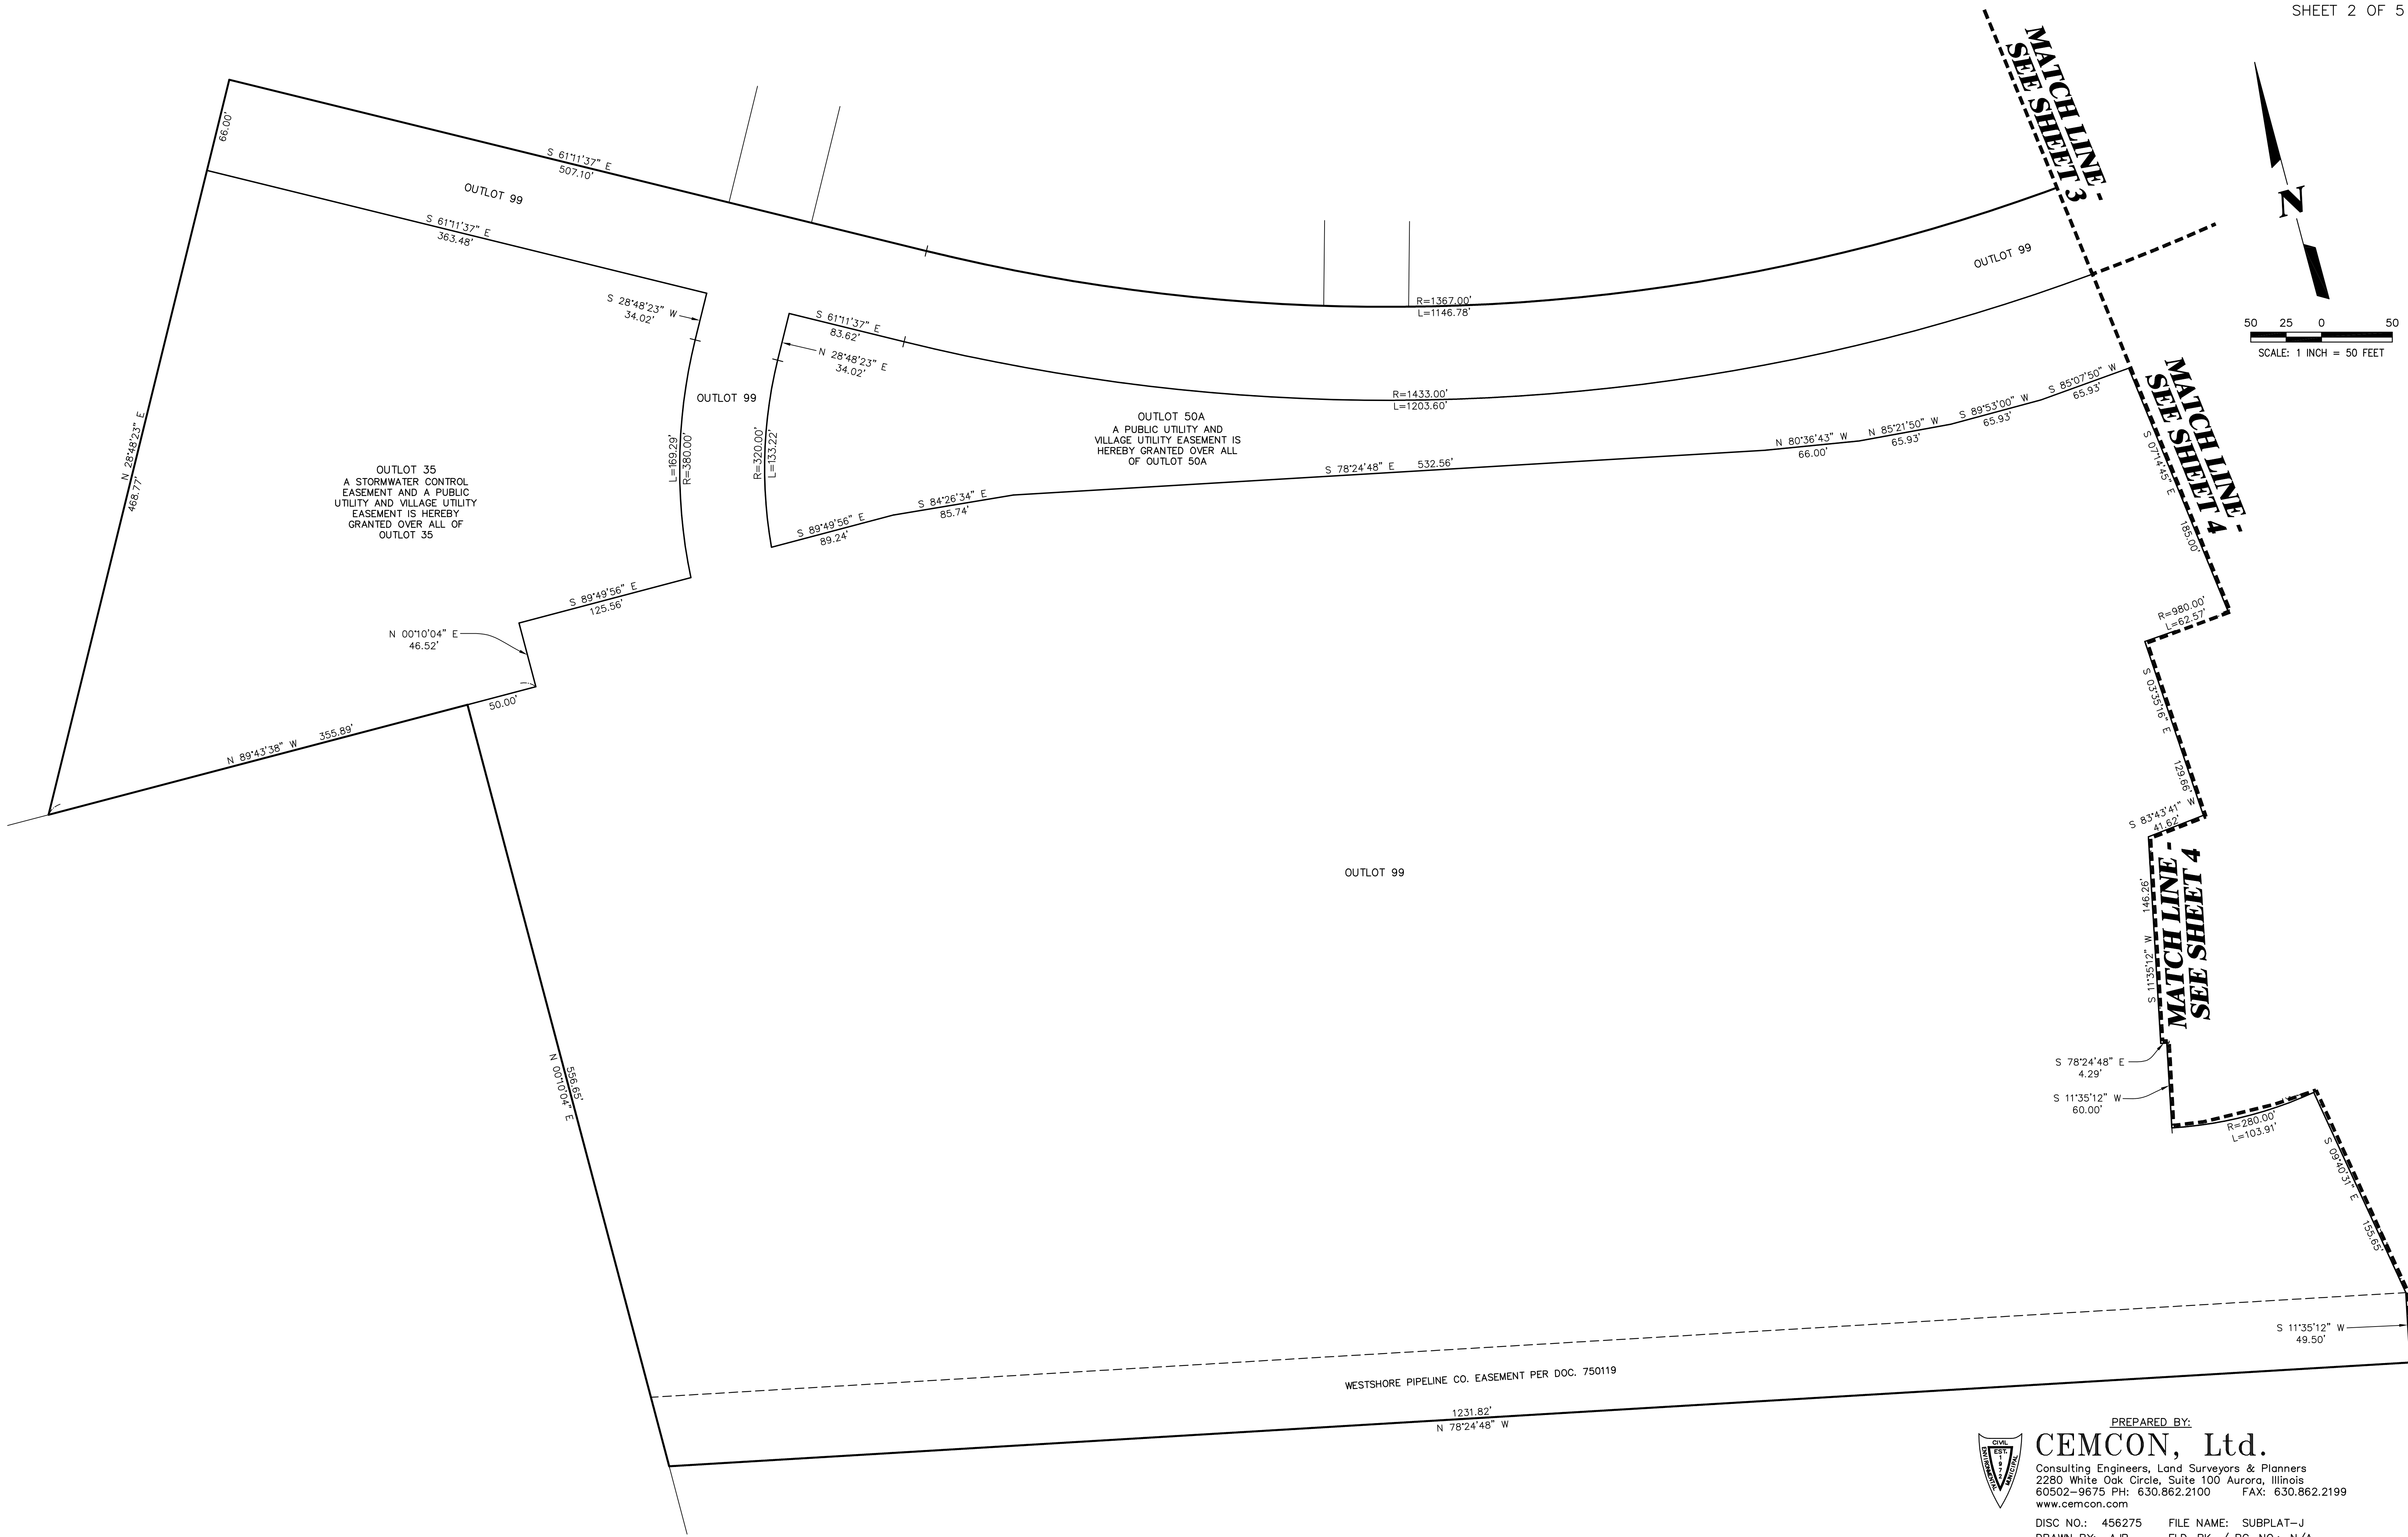 SHEET 2 OF 5
MATCH LINE -
SEE SHEET 3
66.00'
S 61°11'37" E
507.10'
OUTLOT 99
S 61°11'37" E
363.48'
S 28°48'23" W
34.02'
S 61°11'37" E
83.62'
N 28°48'23" E
34.02'
R=1367.00'
L=1146.78'
OUTLOT 99
N
50 25 0 50
SCALE: 1 INCH = 50 FEET
OUTLOT 99
R=1433.00'
L=1203.60'
OUTLOT 50A
A PUBLIC UTILITY AND
VILLAGE UTILITY EASEMENT IS
HEREBY GRANTED OVER ALL
OF OUTLOT 50A
N 80°36'43" W
66.00'
N 85°21'50" W
65.93'
S 89°53'00" W
65.93'
S 85°07'50" W
65.93'
MATCH LINE -
SEE SHEET 4
S 07°14'45" E
185.00'
N 28°48'23" E
468.77'
OUTLOT 35
A STORMWATER CONTROL
EASEMENT AND A PUBLIC
UTILITY AND VILLAGE UTILITY
EASEMENT IS HEREBY
GRANTED OVER ALL OF
OUTLOT 35
L=169.29'
R=380.00'
R=320.00'
L=133.22'
S 89°49'56" E
89.24'
S 84°26'34" E
85.74'
S 78°24'48" E 532.56'
S 89°49'56" E
125.56'
N 00°10'04" E
46.52'
50.00'
N 89°43'38" W 355.89'
R=980.00'
L=62.57'
S 03°35'16" E
129.66'
S 83°43'41" W
41.62'
MATCH LINE -
SEE SHEET 4
146.26'
S 11°35'12" W
OUTLOT 99
S 78°24'48" E
4.29'
S 11°35'12" W
60.00'
R=280.00'
L=103.91'
S 09°40'31" E
155.65'
556.65'
N 00°10'04" E
S 11°35'12" W
49.50'
WESTSHORE PIPELINE CO. EASEMENT PER DOC. 750119
1231.82'
N 78°24'48" W
PREPARED BY:
CIVIL
ENVIRONMENTAL
MUNICIPAL
EST.
1972
CEMCON, Ltd.
Consulting Engineers, Land Surveyors & Planners
2280 White Oak Circle, Suite 100 Aurora, Illinois
60502-9675 PH: 630.862.2100 FAX: 630.862.2199
www.cemcon.com
DISC NO.: 456275 FILE NAME: SUBPLAT-J
DRAWN BY: AJB FLD. BK. / PG. NO.: N/A